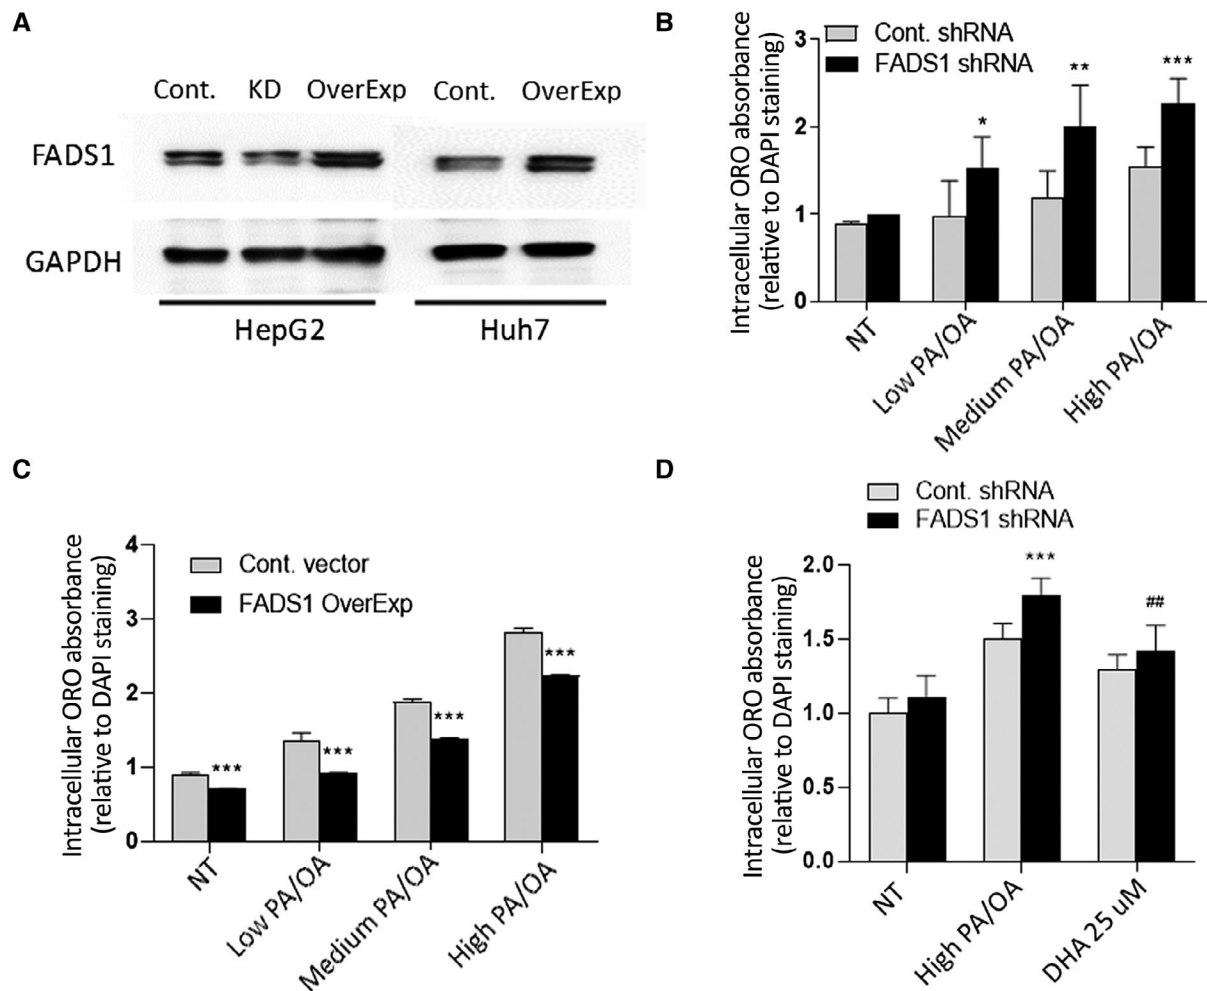 A
Cont. KD OverExp Cont. OverExp
FADS1
GAPDH
HepG2 Huh7
B
Cont. shRNA
FADS1 shRNA
Intracellular ORO absorbance
(relative to DAPI staining)
3
2
1
0
*
**
***
NT
Low PA/OA
Medium PA/OA
High PA/OA
C
Cont. vector
FADS1 OverExp
Intracellular ORO absorbance
(relative to DAPI staining)
4
3
2
1
0
***
***
***
***
NT
Low PA/OA
Medium PA/OA
High PA/OA
D
Cont. shRNA
FADS1 shRNA
Intracellular ORO absorbance
(relative to DAPI staining)
2.0
1.5
1.0
0.5
0.0
***
##
NT
High PA/OA
DHA 25 uM